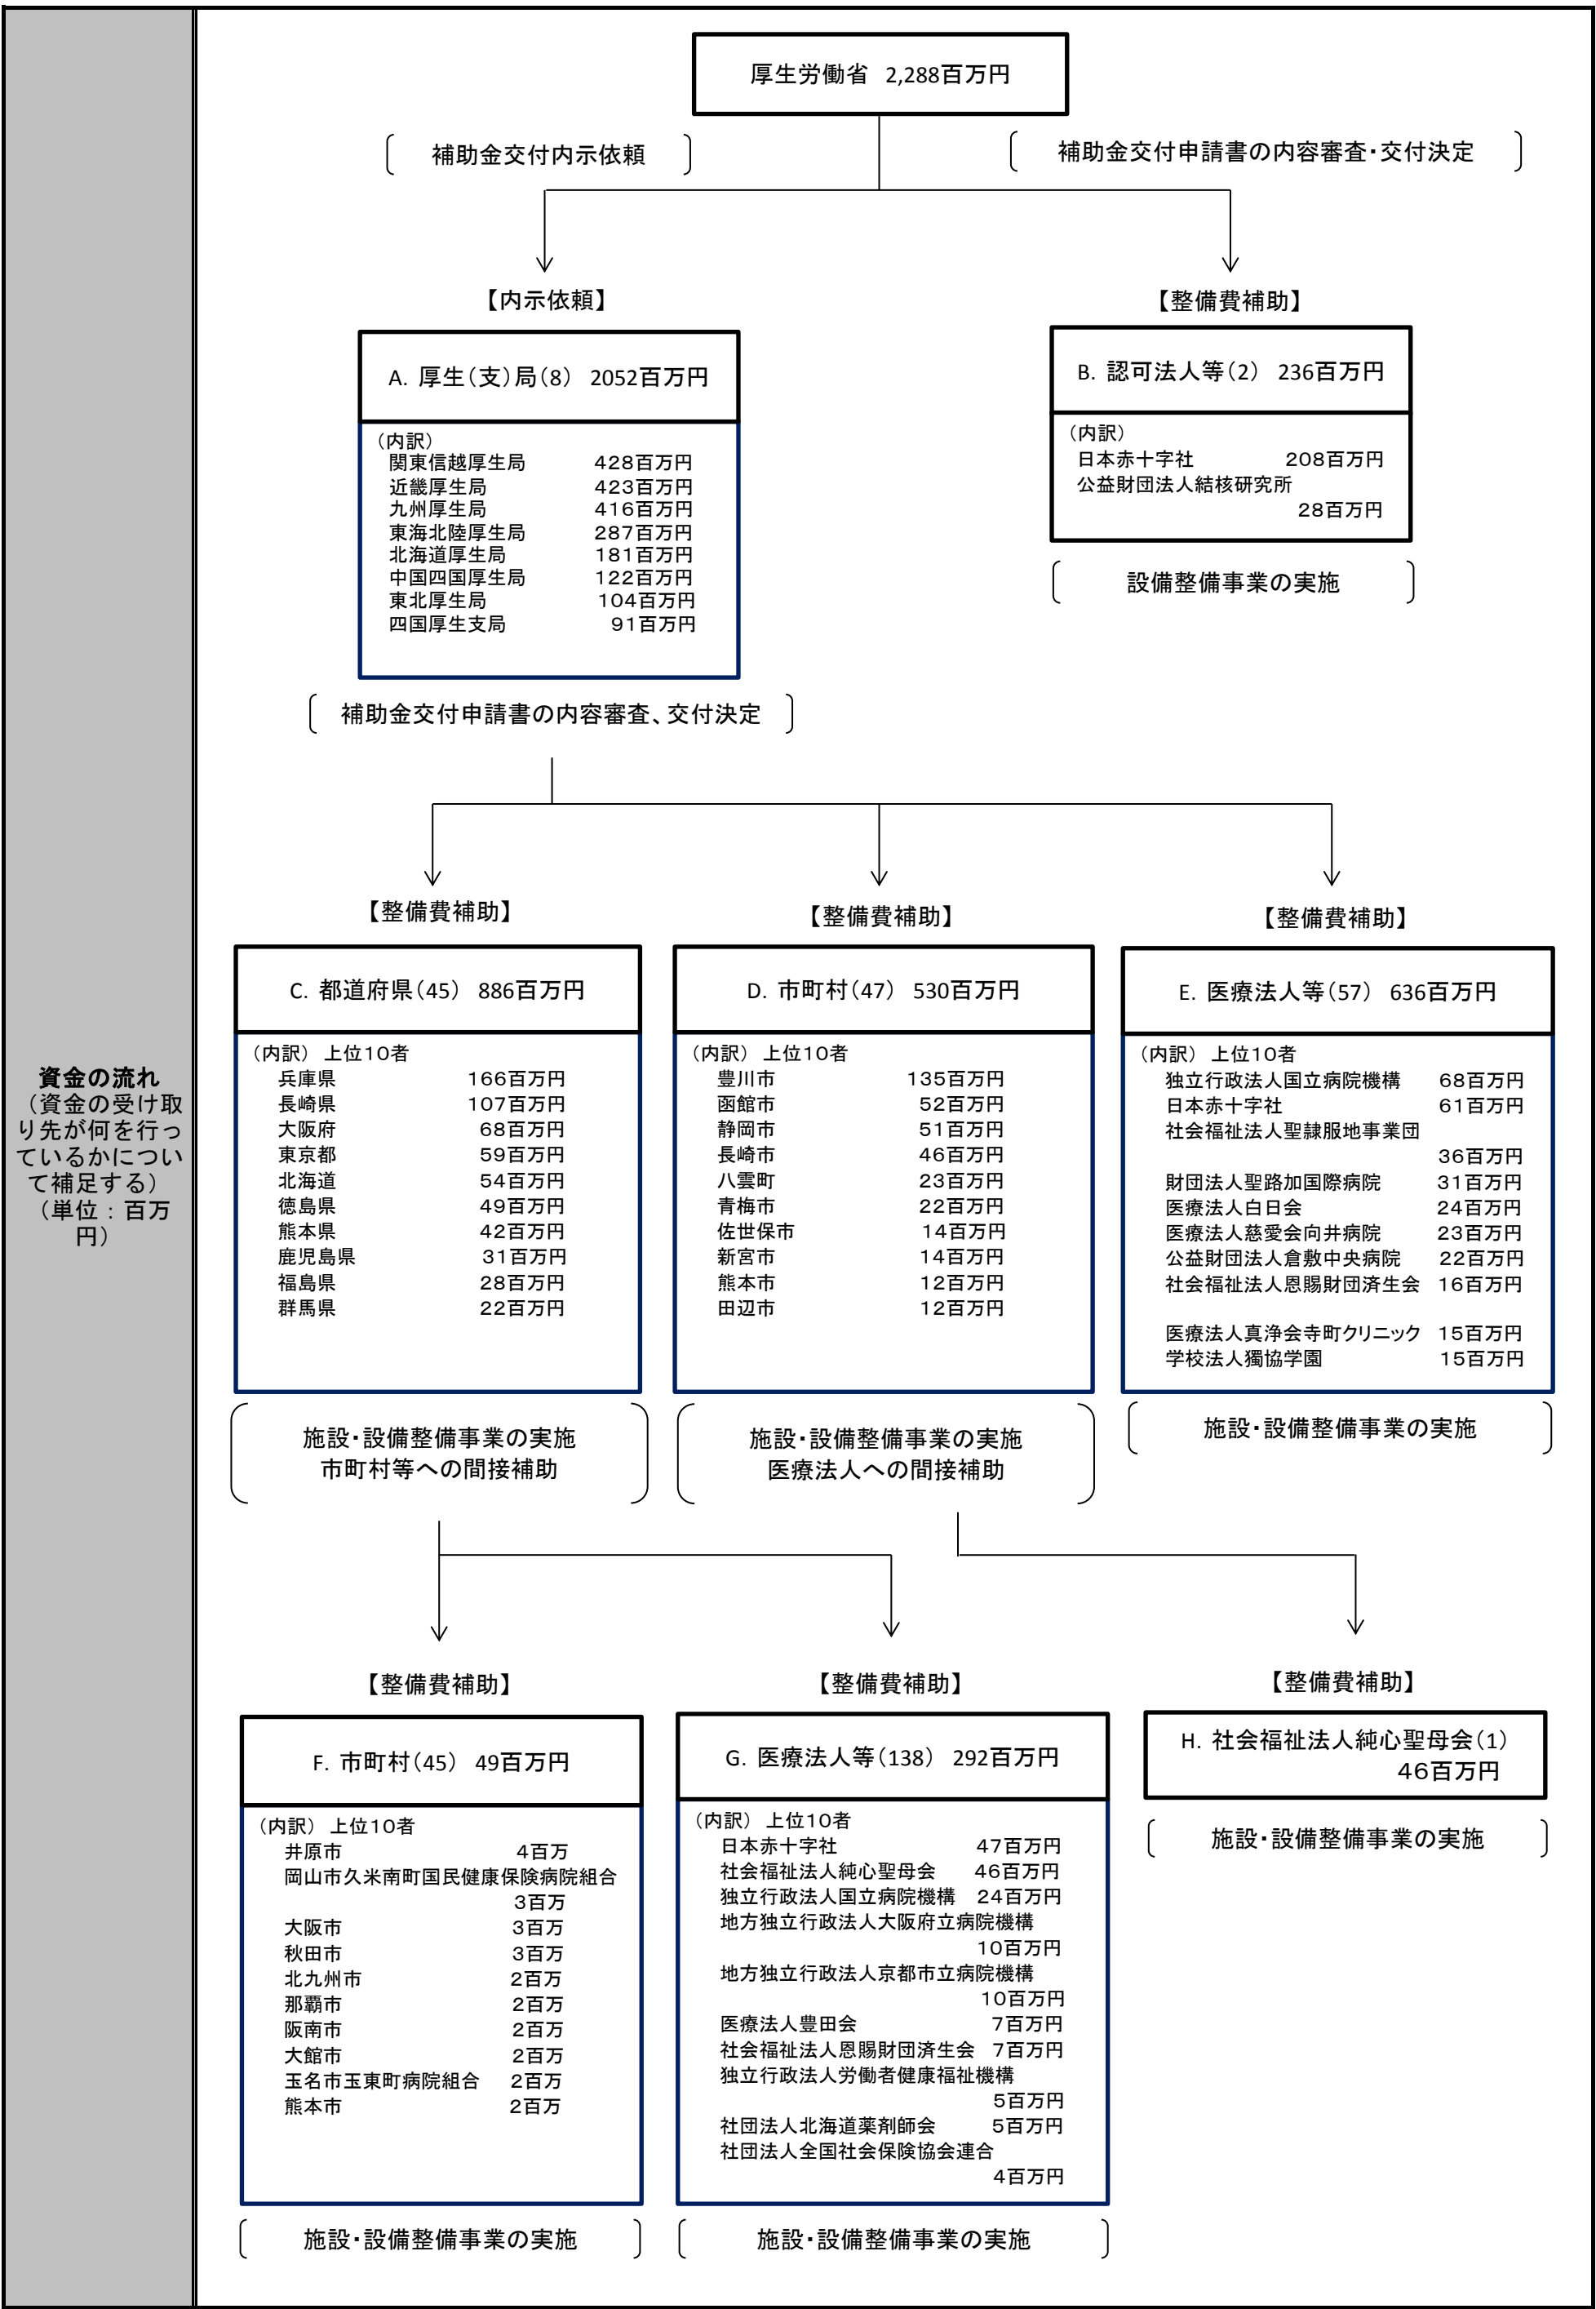 資金の流れ
（資金の受け取
り先が何を行っ
ているかについ
て補足する）
（単位：百万
円）
厚生労働省 2,288百万円
補助金交付内示依頼
補助金交付申請書の内容審査・交付決定
【内示依頼】
A. 厚生（支）局（8） 2052百万円
（内訳）
関東信越厚生局 428百万円
近畿厚生局 423百万円
九州厚生局 416百万円
東海北陸厚生局 287百万円
北海道厚生局 181百万円
中国四国厚生局 122百万円
東北厚生局 104百万円
四国厚生支局 91百万円
補助金交付申請書の内容審査、交付決定
【整備費補助】
B. 認可法人等（2） 236百万円
（内訳）
日本赤十字社 208百万円
公益財団法人結核研究所
28百万円
設備整備事業の実施
【整備費補助】
C. 都道府県（45） 886百万円
（内訳） 上位10者
兵庫県 166百万円
長崎県 107百万円
大阪府 68百万円
東京都 59百万円
北海道 54百万円
徳島県 49百万円
熊本県 42百万円
鹿児島県 31百万円
福島県 28百万円
群馬県 22百万円
施設・設備整備事業の実施
市町村等への間接補助
【整備費補助】
D. 市町村（47） 530百万円
（内訳） 上位10者
豊川市 135百万円
函館市 52百万円
静岡市 51百万円
長崎市 46百万円
八雲町 23百万円
青梅市 22百万円
佐世保市 14百万円
新宮市 14百万円
熊本市 12百万円
田辺市 12百万円
施設・設備整備事業の実施
医療法人への間接補助
【整備費補助】
E. 医療法人等（57） 636百万円
（内訳） 上位10者
独立行政法人国立病院機構 68百万円
日本赤十字社 61百万円
社会福祉法人聖隷服地事業団
36百万円
財団法人聖路加国際病院 31百万円
医療法人白日会 24百万円
医療法人慈愛会向井病院 23百万円
公益財団法人倉敷中央病院 22百万円
社会福祉法人恩賜財団済生会 16百万円
医療法人真浄会寺町クリニック 15百万円
学校法人獨協学園 15百万円
施設・設備整備事業の実施
【整備費補助】
F. 市町村（45） 49百万円
（内訳） 上位10者
井原市 4百万
岡山市久米南町国民健康保険病院組合
3百万
大阪市 3百万
秋田市 3百万
北九州市 2百万
那覇市 2百万
阪南市 2百万
大館市 2百万
玉名市玉東町病院組合 2百万
熊本市 2百万
施設・設備整備事業の実施
【整備費補助】
G. 医療法人等（138） 292百万円
（内訳） 上位10者
日本赤十字社 47百万円
社会福祉法人純心聖母会 46百万円
独立行政法人国立病院機構 24百万円
地方独立行政法人大阪府立病院機構
10百万円
地方独立行政法人京都市立病院機構
10百万円
医療法人豊田会 7百万円
社会福祉法人恩賜財団済生会 7百万円
独立行政法人労働者健康福祉機構
5百万円
社団法人北海道薬剤師会 5百万円
社団法人全国社会保険協会連合
4百万円
施設・設備整備事業の実施
【整備費補助】
H. 社会福祉法人純心聖母会（1）
46百万円
施設・設備整備事業の実施